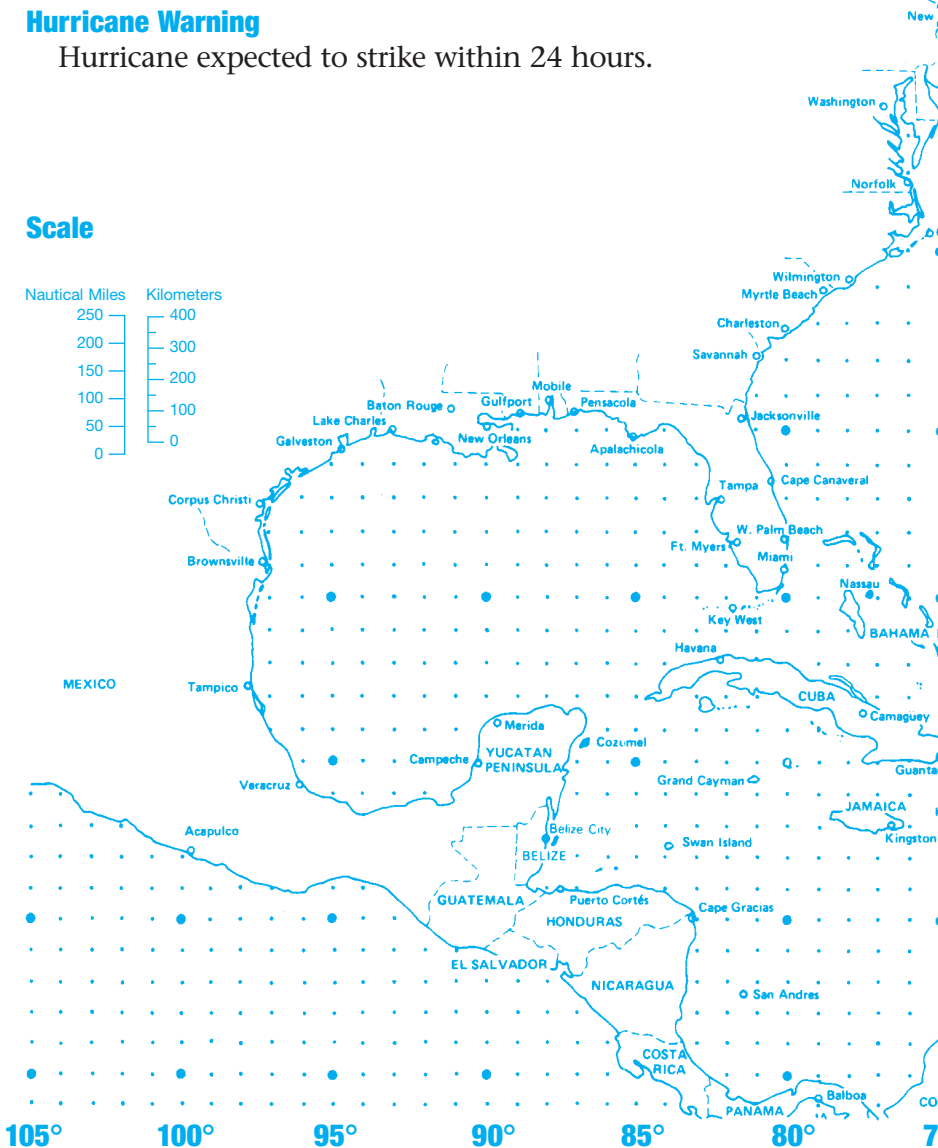 Hurricane Warning
Hurricane expected to strike within 24 hours.
New
Washington
Norfolk
Scale
Nautical Miles Kilometers
250 400
200 300
150 200
100 100
50 0
0
Wilmington
Myrtle Beach
Charleston
Savannah
Mobile
Baton Rouge Gulfport Pensacola
Lake Charles
Jacksonville
Galveston New Orleans
Apalachicola
Tampa Cape Canaveral
Corpus Christi
W. Palm Beach
Ft. Myers
Brownsville Miami
Nassau
Key West
BAHAMA
Havana
MEXICO Tampico CUBA
Camaguey
Merida
Cozumel
YUCATAN
Campeche PENINSULA
Guanta
Veracruz Grand Cayman
JAMAICA
Acapulco Belize City
Kingston
Swan Island
BELIZE
GUATEMALA Puerto Cortés
Cape Gracias
HONDURAS
EL SALVADOR
NICARAGUA
San Andres
COSTA
RICA
Balboa
PANAMA CO
105° 100° 95° 90° 85° 80° 7